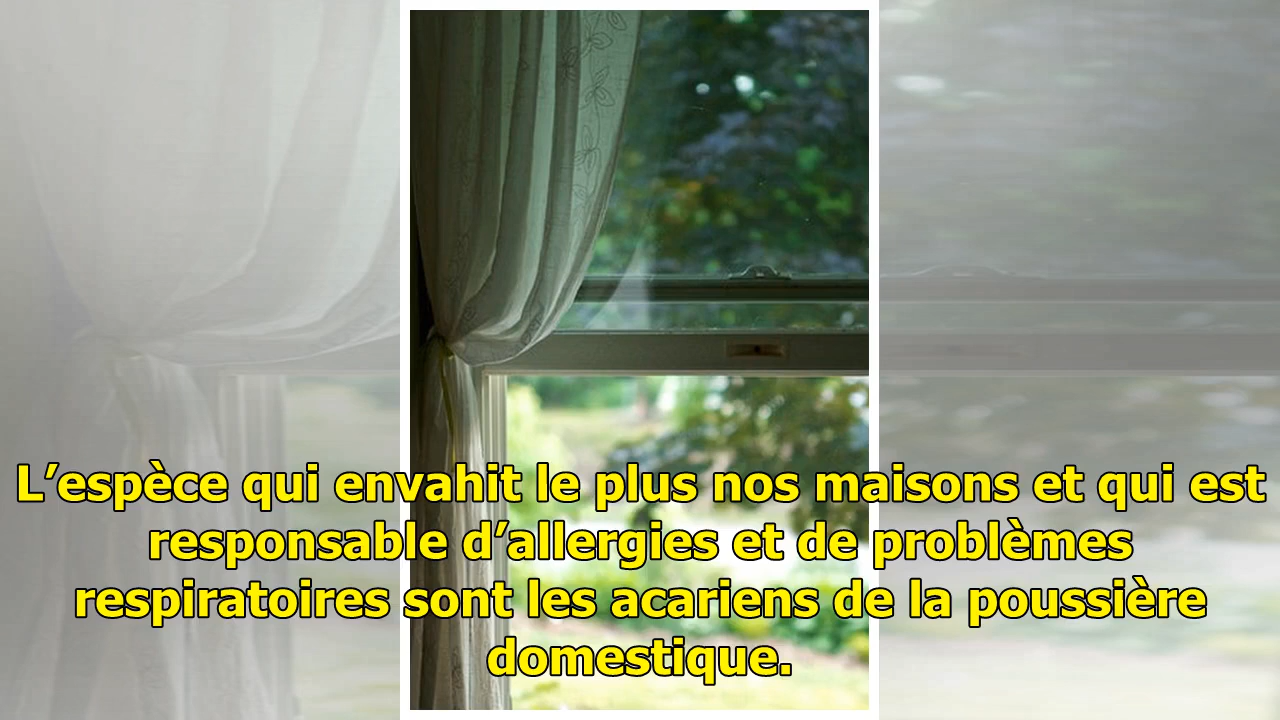 L’espèce qui envahit le plus nos maisons et qui est
responsable d’allergies et de problèmes
respiratoires sont les acariens de la poussière
domestique.